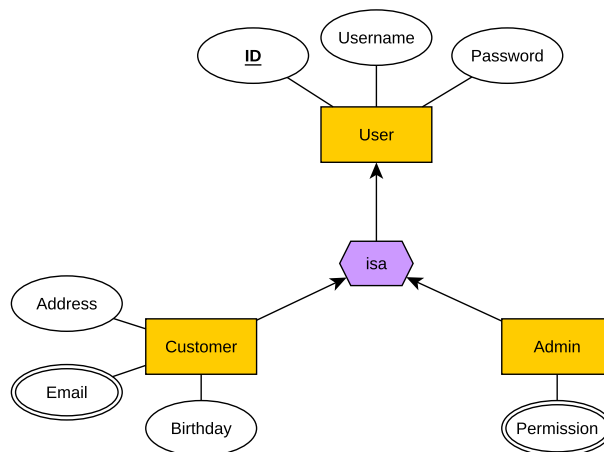 ID
Username
Password
User
isa
Address
Customer
Admin
Email
Birthday
Permission